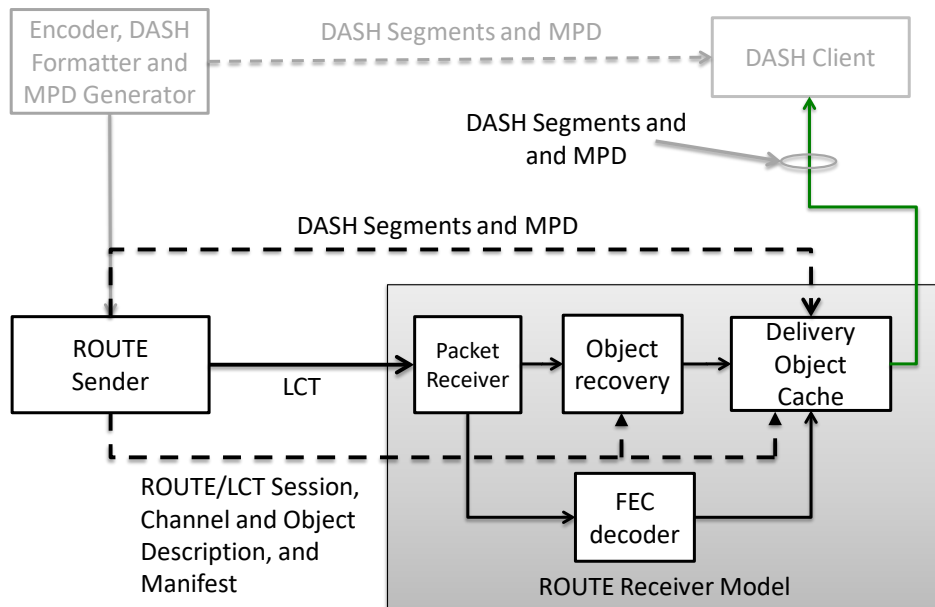 Encoder, DASH
Formatter and
MPD Generator
DASH Segments and MPD
DASH Client
DASH Segments and
and MPD
DASH Segments and MPD
ROUTE
Sender
LCT
Packet
Receiver
Object
recovery
Delivery
Object
Cache
ROUTE/LCT Session,
Channel and Object
Description, and
Manifest
FEC
decoder
ROUTE Receiver Model